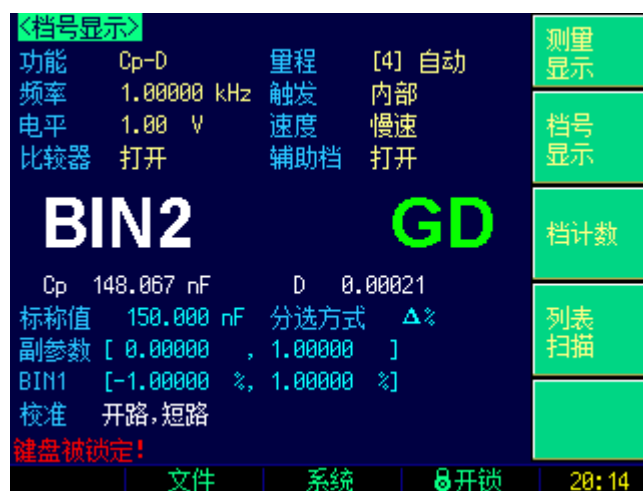 <档号显示>
功能 Cp-D 量程 [4] 自动
频率 1.00000 kHz 触发 内部
电平 1.00 V 速度 慢速
比较器 打开 辅助档 打开
BIN2 GD
Cp 148.067 nF D 0.00021
标称值 150.000 nF 分选方式 Δ%
副参数 [ 0.00000 , 1.00000 ]
BIN1 [-1.00000 %, 1.00000 %]
校准 开路,短路
键盘被锁定!
文件 系统 开锁 20:14
测量
显示
档号
显示
档计数
列表
扫描